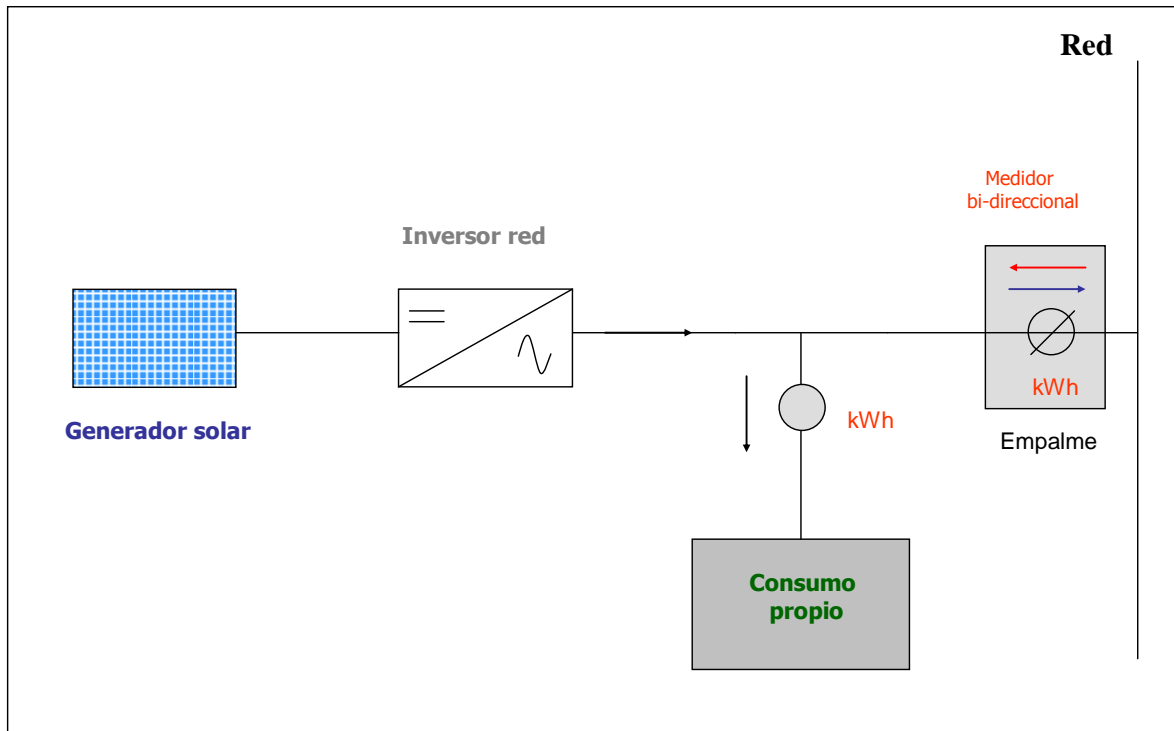 Red
Medidor
bi-direccional
Inversor red
Generador solar
kWh
kWh
Empalme
Consumo
propio